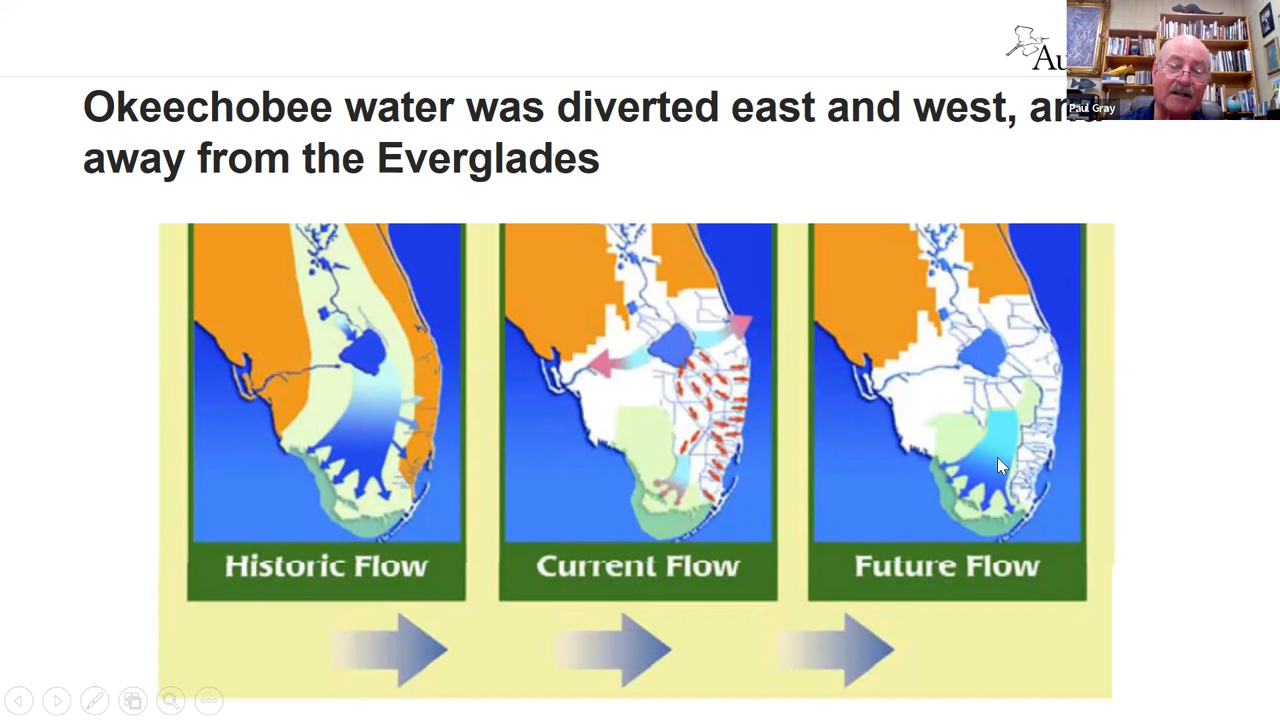 Au
Paul Gray
Okeechobee water was diverted east and west, and
away from the Everglades
Historic Flow
Current Flow
Future Flow